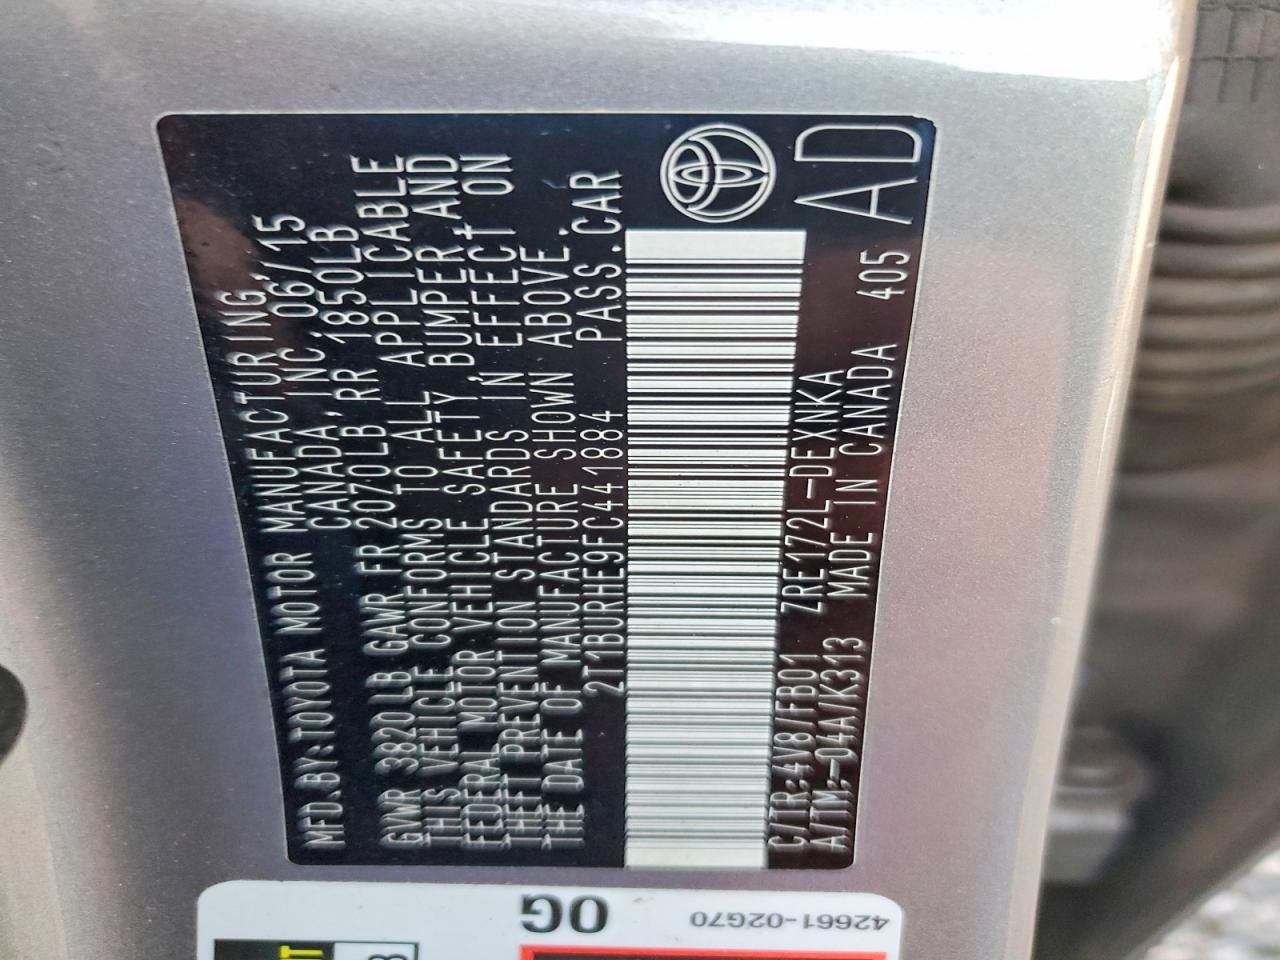 MFD.BY:TOYOTA MOTOR MANUFACTURING,
CANADA, INC. 06/15
GVWR 3820LB GAWR FR 2070LB, RR 1850LB
THIS VEHICLE CONFORMS TO ALL APPLICABLE
FEDERAL MOTOR VEHICLE SAFETY, BUMPER, AND
THEFT PREVENTION STANDARDS IN EFFECT ON
THE DATE OF MANUFACTURE SHOWN ABOVE.
2T1BURHE9FC441884 PASS.CAR
C/TR:4V8/FB01 ZRE172L-DEXNKA
A/TM:-04A/K313 MADE IN CANADA 405
AD
42661-02G70
0G